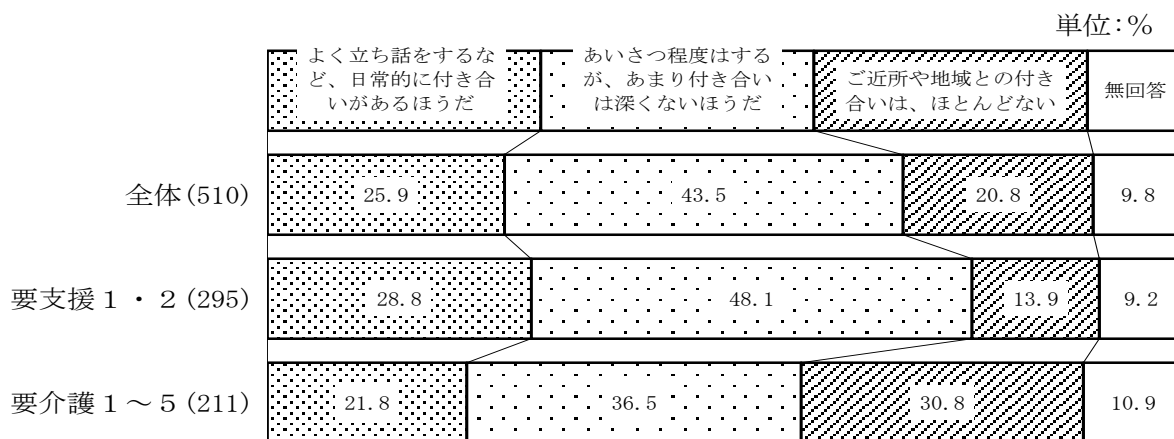 単位:%
よく立ち話をするな
ど、日常的に付き合
いがあるほうだ
あいさつ程度はする
が、あまり付き合い
は深くないほうだ
ご近所や地域との付き
合いは、ほとんどない
無回答
全体(510)
25.9
43.5
20.8
9.8
要支援1・2(295)
28.8
48.1
13.9
9.2
要介護1～5(211)
21.8
36.5
30.8
10.9